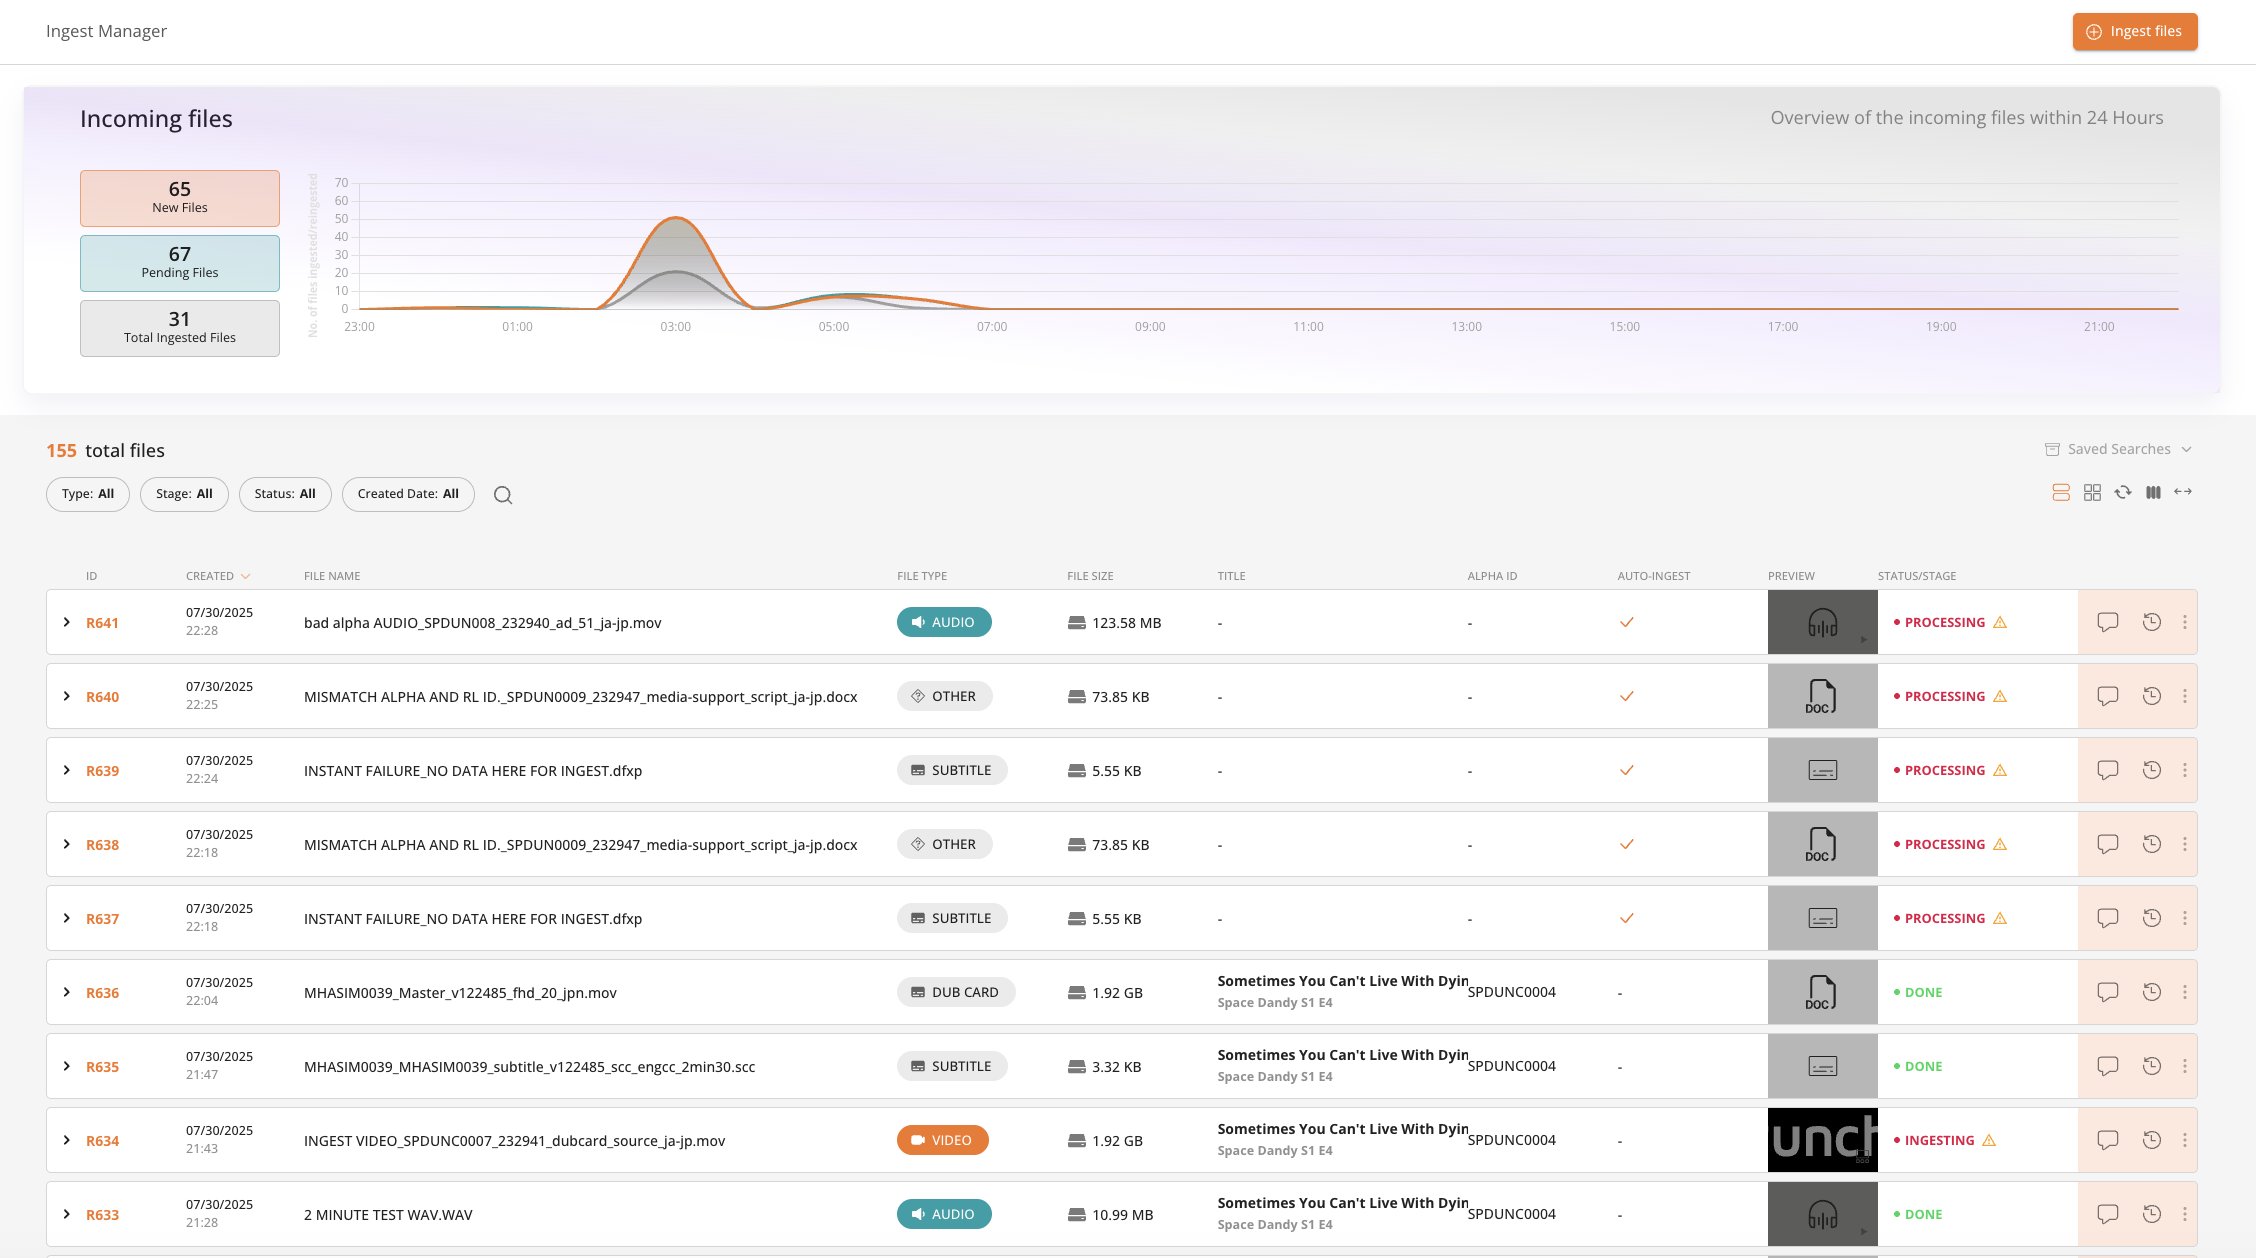 Ingest Manager
Ingest files
Incoming files
Overview of the incoming files within 24 Hours
65
New Files
67
Pending Files
31
Total Ingested Files
No. of files ingested/reingested
70
60
50
40
30
20
10
0
23:00 01:00 03:00 05:00 07:00 09:00 11:00 13:00 15:00 17:00 19:00 21:00
155 total files
Saved Searches
Type: All Stage: All Status: All Created Date: All
ID CREATED FILE NAME FILE TYPE FILE SIZE TITLE ALPHA ID AUTO-INGEST PREVIEW STATUS/STAGE
R641 07/30/2025 22:28 bad alpha AUDIO_SPDUN008_232940_ad_51_ja-jp.mov AUDIO 123.58 MB - - PROCESSING
R640 07/30/2025 22:25 MISMATCH ALPHA AND RL ID._SPDUN0009_232947_media-support_script_ja-jp.docx OTHER 73.85 KB - - DOC PROCESSING
R639 07/30/2025 22:24 INSTANT FAILURE_NO DATA HERE FOR INGEST.dfxp SUBTITLE 5.55 KB - - PROCESSING
R638 07/30/2025 22:18 MISMATCH ALPHA AND RL ID._SPDUN0009_232947_media-support_script_ja-jp.docx OTHER 73.85 KB - - DOC PROCESSING
R637 07/30/2025 22:18 INSTANT FAILURE_NO DATA HERE FOR INGEST.dfxp SUBTITLE 5.55 KB - - PROCESSING
R636 07/30/2025 22:04 MHASIM0039_Master_v122485_fhd_20_jpn.mov DUB CARD 1.92 GB Sometimes You Can't Live With Dyin Space Dandy S1 E4 SPDUNC0004 - DOC DONE
R635 07/30/2025 21:47 MHASIM0039_MHASIM0039_subtitle_v122485_scc_engcc_2min30.scc SUBTITLE 3.32 KB Sometimes You Can't Live With Dyin Space Dandy S1 E4 SPDUNC0004 - DONE
R634 07/30/2025 21:43 INGEST VIDEO_SPDUNC0007_232941_dubcard_source_ja-jp.mov VIDEO 1.92 GB Sometimes You Can't Live With Dyin Space Dandy S1 E4 SPDUNC0004 - unch INGESTING
R633 07/30/2025 21:28 2 MINUTE TEST WAV.WAV AUDIO 10.99 MB Sometimes You Can't Live With Dyin Space Dandy S1 E4 SPDUNC0004 - DONE